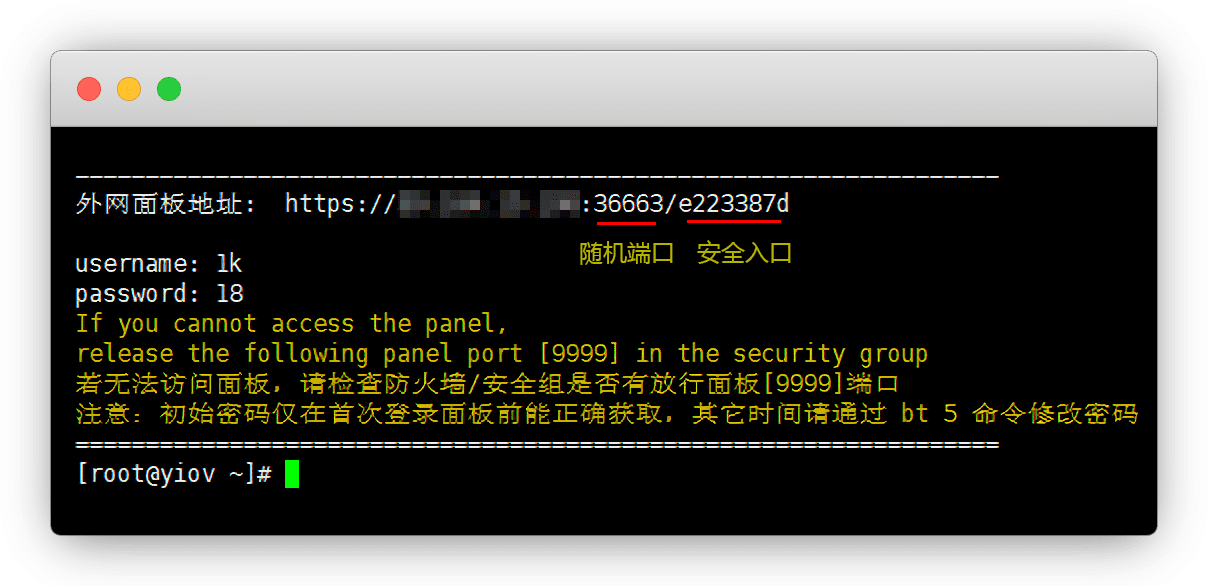 外网面板地址: https://:36663/e223387d
随机端口 安全入口
username: lk
password: l8
If you cannot access the panel,
release the following panel port [9999] in the security group
若无法访问面板，请检查防火墙/安全组是否有放行面板[9999]端口
注意：初始密码仅在首次登录面板前能正确获取，其它时间请通过 bt 5 命令修改密码
[root@yiov ~]#